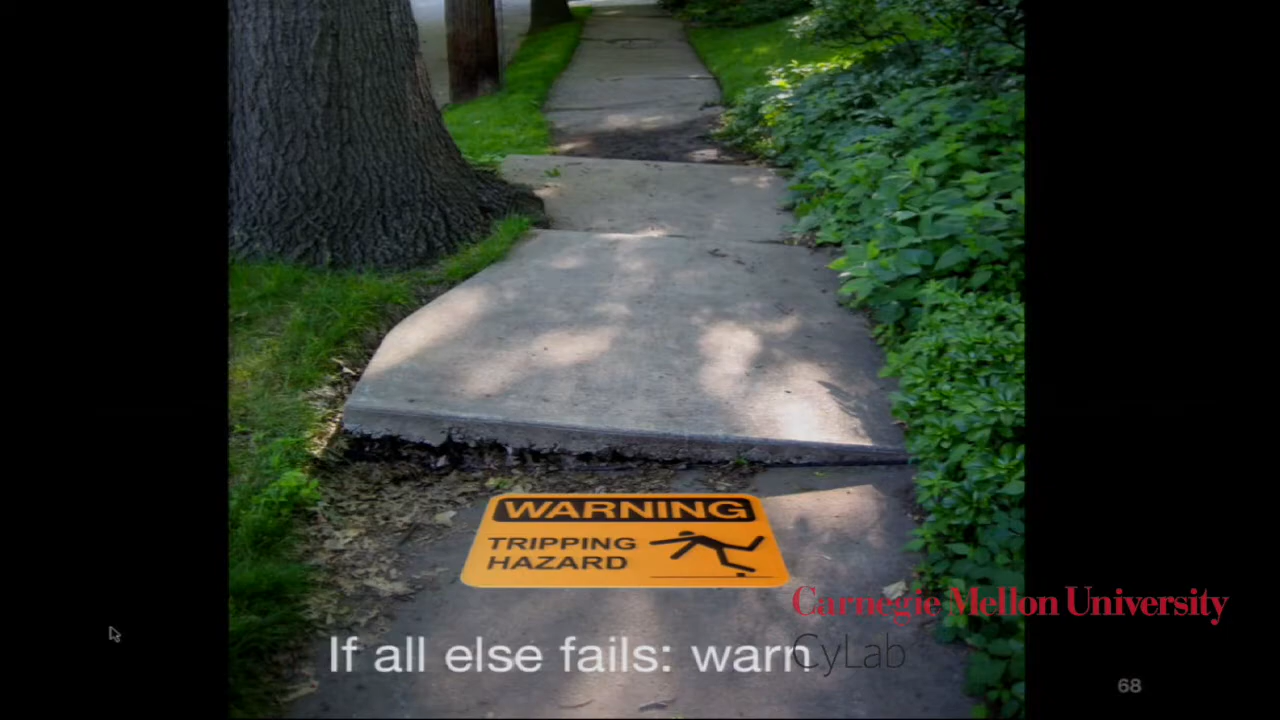 WARNING
TRIPPING
HAZARD
Carnegie Mellon University
If all else fails: warn
CyLab
68